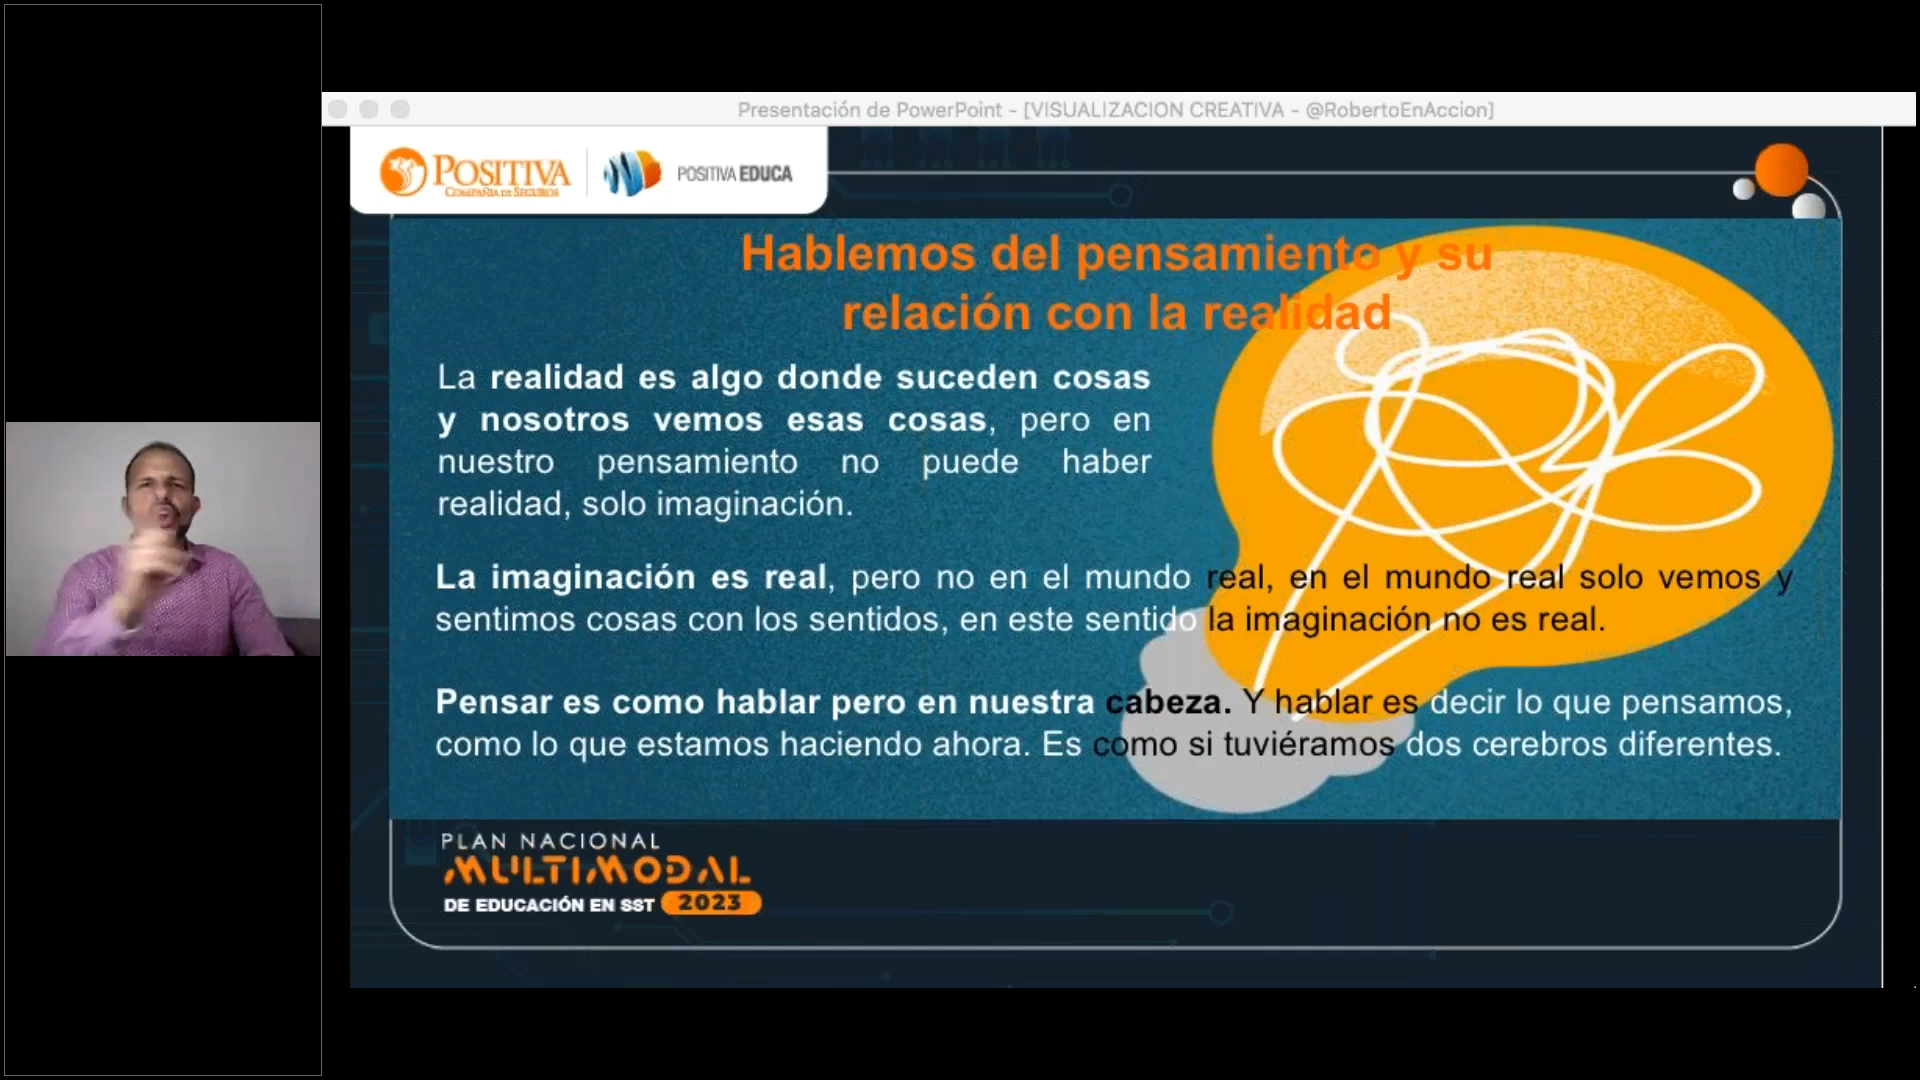 Presentación de PowerPoint - [VISUALIZACION CREATIVA - @RobertoEnAccion]
POSITIVA
COMPAÑIA DE SEGUROS
POSITIVA EDUCA
Hablemos del pensamiento y su
relación con la realidad
La realidad es algo donde suceden cosas
y nosotros vemos esas cosas, pero en
nuestro pensamiento no puede haber
realidad, solo imaginación.
La imaginación es real, pero no en el mundo real, en el mundo real solo vemos y
sentimos cosas con los sentidos, en este sentido la imaginación no es real.
Pensar es como hablar pero en nuestra cabeza. Y hablar es decir lo que pensamos,
como lo que estamos haciendo ahora. Es como si tuviéramos dos cerebros diferentes.
PLAN NACIONAL
MULTIMODAL
DE EDUCACIÓN EN SST 2023